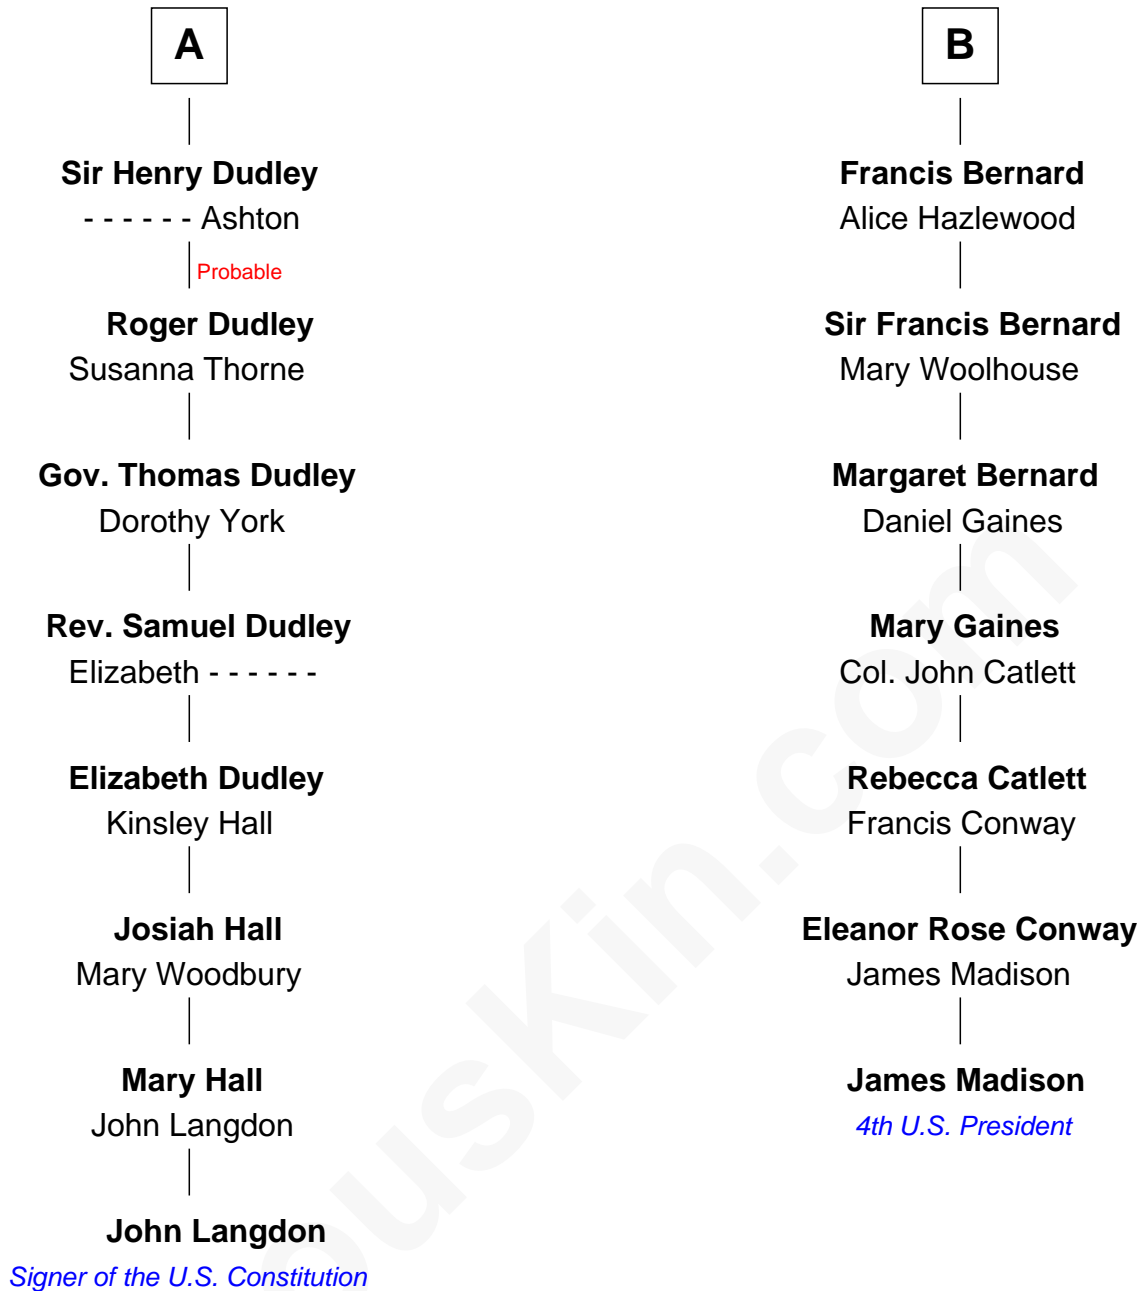 A
Sir Henry Dudley
- - - - - - Ashton
Probable
Roger Dudley
Susanna Thorne
Gov. Thomas Dudley
Dorothy York
Rev. Samuel Dudley
Elizabeth - - - - - -
Elizabeth Dudley
Kinsley Hall
Josiah Hall
Mary Woodbury
Mary Hall
John Langdon
John Langdon
Signer of the U.S. Constitution
B
Francis Bernard
Alice Hazlewood
Sir Francis Bernard
Mary Woolhouse
Margaret Bernard
Daniel Gaines
Mary Gaines
Col. John Catlett
Rebecca Catlett
Francis Conway
Eleanor Rose Conway
James Madison
James Madison
4th U.S. President
ousKin.com